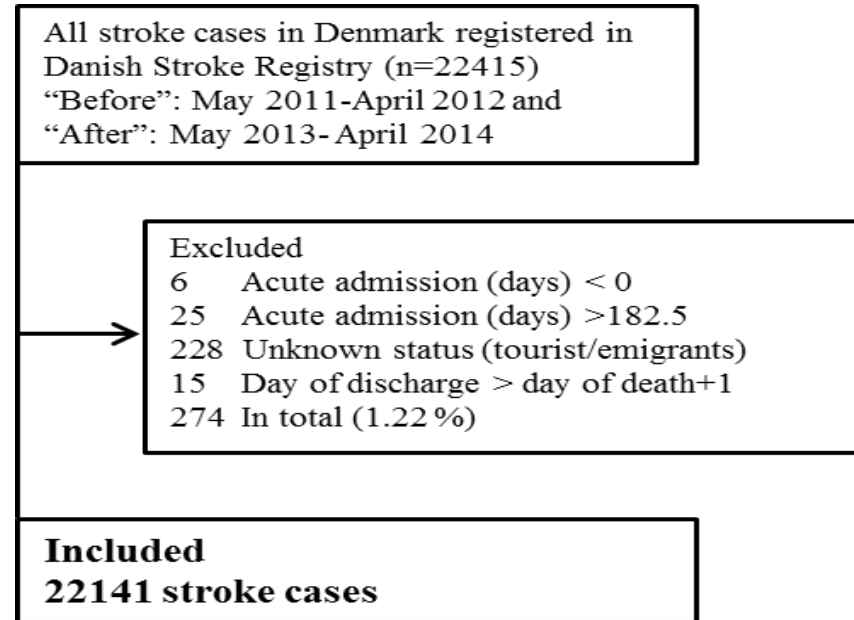 All stroke cases in Denmark registered in
Danish Stroke Registry (n=22415)
“Before”: May 2011-April 2012 and
“After”: May 2013- April 2014
Excluded
6 Acute admission (days) < 0
25 Acute admission (days) >182.5
228 Unknown status (tourist/emigrants)
15 Day of discharge > day of death+1
274 In total (1.22 %)
Included
22141 stroke cases